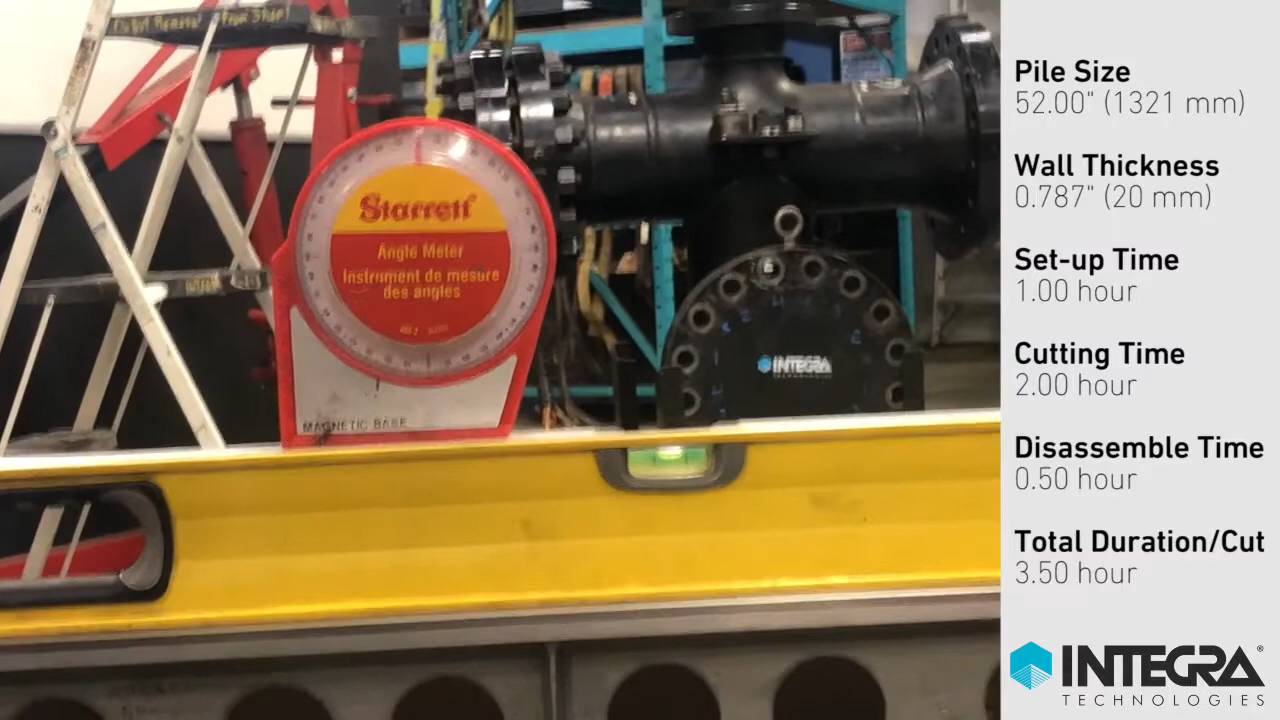 Starrett
Angle Meter
Instrument de mesure
des angles
MAGNETIC BASE
INTEGRA
TECHNOLOGIES
Pile Size
52.00" (1321 mm)
Wall Thickness
0.787" (20 mm)
Set-up Time
1.00 hour
Cutting Time
2.00 hour
Disassemble Time
0.50 hour
Total Duration/Cut
3.50 hour
INTEGRA®
TECHNOLOGIES